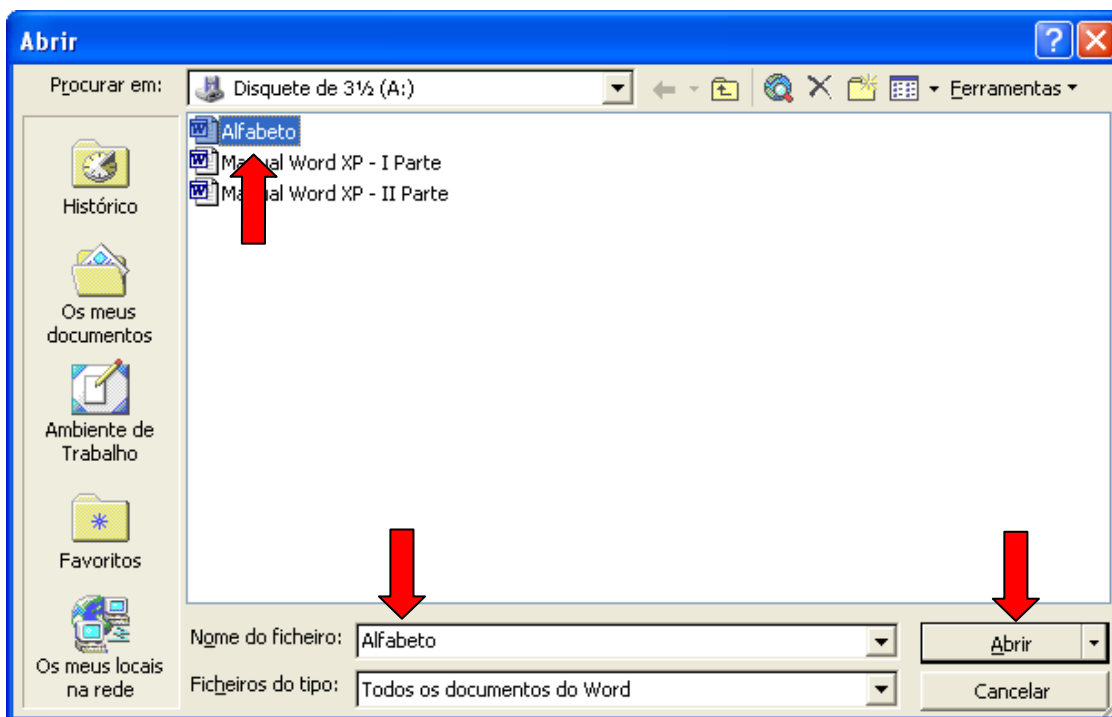 Abrir
Procurar em:
Disquete de 3½ (A:)
Ferramentas
Alfabeto
Manual Word XP - I Parte
Manual Word XP - II Parte
Histórico
Os meus
documentos
Ambiente de
Trabalho
Favoritos
Os meus locais
na rede
Nome do ficheiro:
Alfabeto
Abrir
Ficheiros do tipo:
Todos os documentos do Word
Cancelar